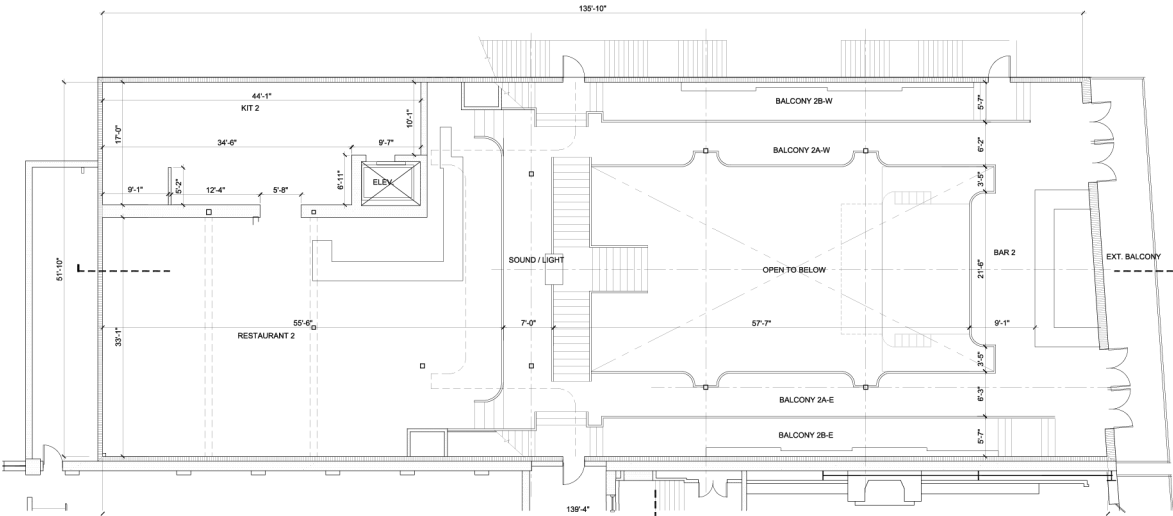 135'-10"
44'-1"
KIT 2
17'-0"
10'-1"
34'-6"
9'-7"
5'-2"
6'-11"
ELEV.
9'-1"
12'-4"
5'-8"
51'-10"
L
33'-1"
55'-6"
RESTAURANT 2
SOUND / LIGHT
7'-0"
OPEN TO BELOW
57'-7"
BALCONY 2B-W
5'-7"
BALCONY 2A-W
6'-2"
3'-5"
BAR 2
21'-6"
EXT. BALCONY
9'-1"
3'-5"
BALCONY 2A-E
6'-3"
BALCONY 2B-E
5'-7"
139'-4"